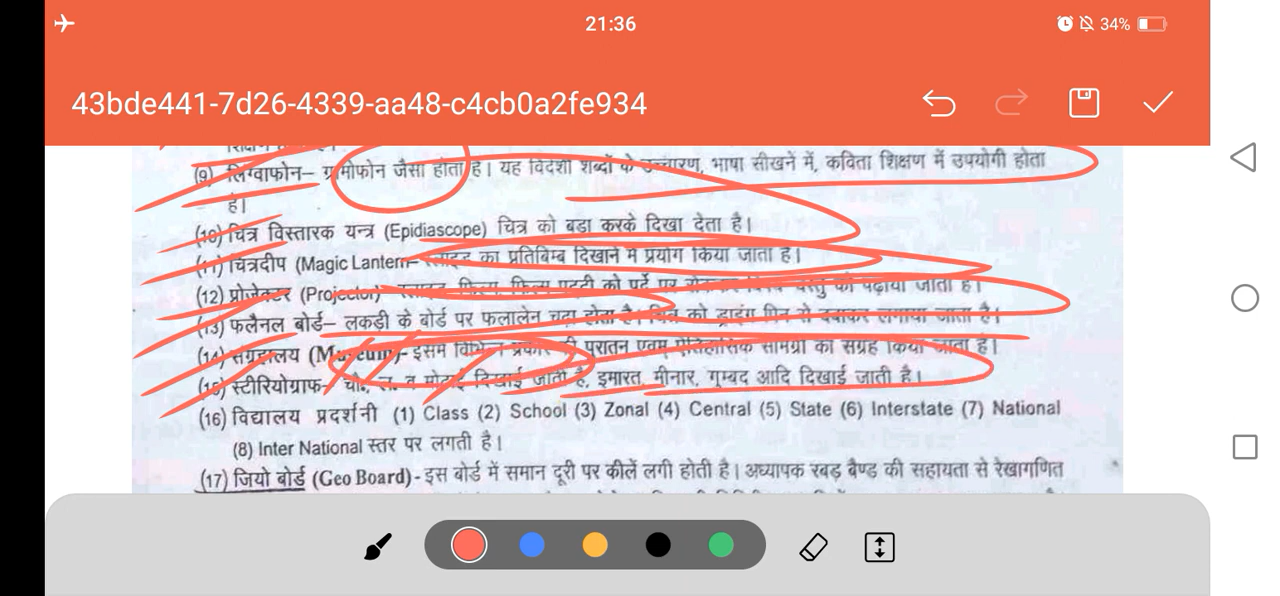 21:36
34%
43bde441-7d26-4339-aa48-c4cb0a2fe934
(9) लिंग्वाफोन– ग्रामोफोन जैसा होता है। यह विदेशी शब्दों के उच्चारण, भाषा सीखने में, कविता शिक्षण में उपयोगी होता
है।
(10) चित्र विस्तारक यन्त्र (Epidiascope) चित्र को बडा करके दिखा देता है।
(11) चित्रदीप (Magic Lantern– स्लाइड का प्रतिबिम्ब दिखाने में प्रयोग किया जाता है।
(12) प्रोजेक्टर (Projector)– स्लाइड, फिल्म, फिल्म पट्टी को पर्दे पर वस्तु को पढ़ाया जाता है।
(13) फलैनल बोर्ड– लकड़ी के बोर्ड पर फलालेन चढ़ा होता है। चित्र को ड्राइंग पिन से दबाकर लगाया जाता है।
(14) संग्रहालय (Museum)- इसमें विभिन्न प्रकार की पुरातन एवम् ऐतिहासिक सामग्री का संग्रह किया जाता है।
(15) स्टीरियोग्राफ- व मोटाई दिखाई जाती है, इमारत, मीनार, गुम्बद आदि दिखाई जाती है।
(16) विद्यालय प्रदर्शनी (1) Class (2) School (3) Zonal (4) Central (5) State (6) Interstate (7) National
(8) Inter National स्तर पर लगती है।
(17) जियो बोर्ड (Geo Board)- इस बोर्ड में समान दूरी पर कीलें लगी होती है। अध्यापक रबड़ बैण्ड की सहायता से रेखागणित